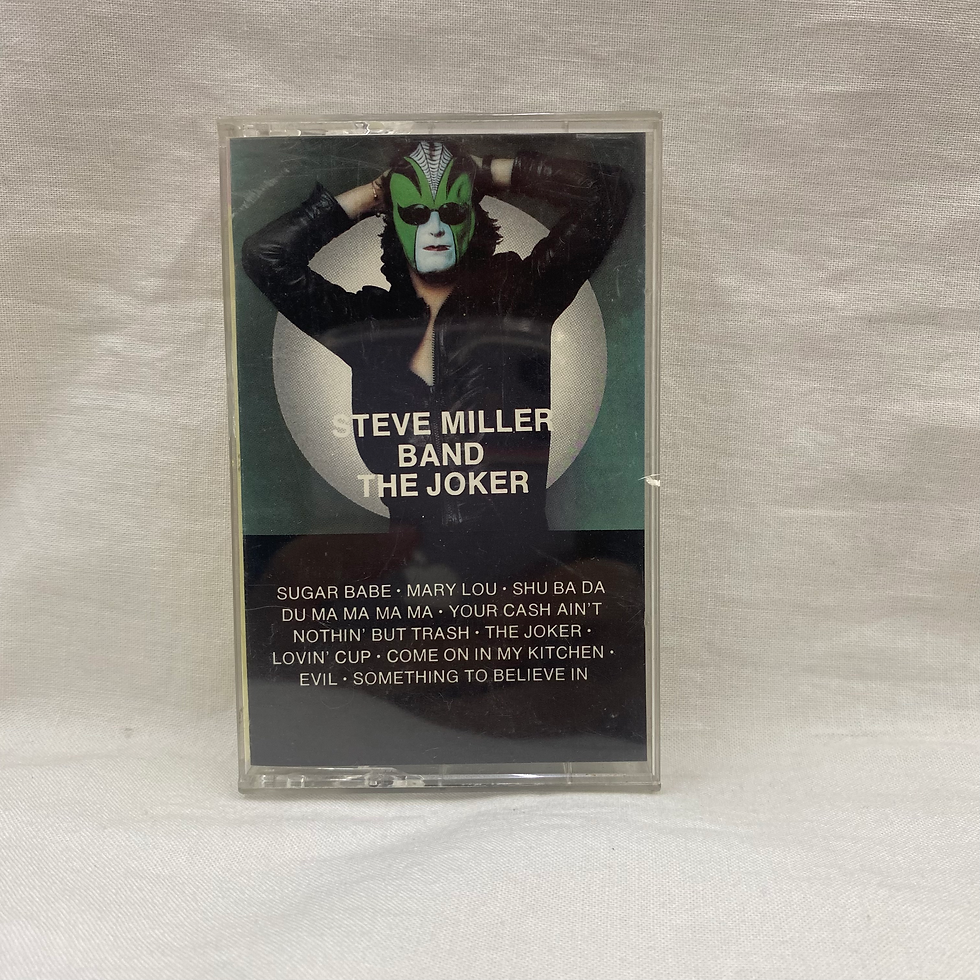 STEVE MILLER
BAND
THE JOKER
SUGAR BABE • MARY LOU • SHU BA DA
DU MA MA MA MA • YOUR CASH AIN'T
NOTHIN' BUT TRASH • THE JOKER •
LOVIN' CUP • COME ON IN MY KITCHEN •
EVIL • SOMETHING TO BELIEVE IN